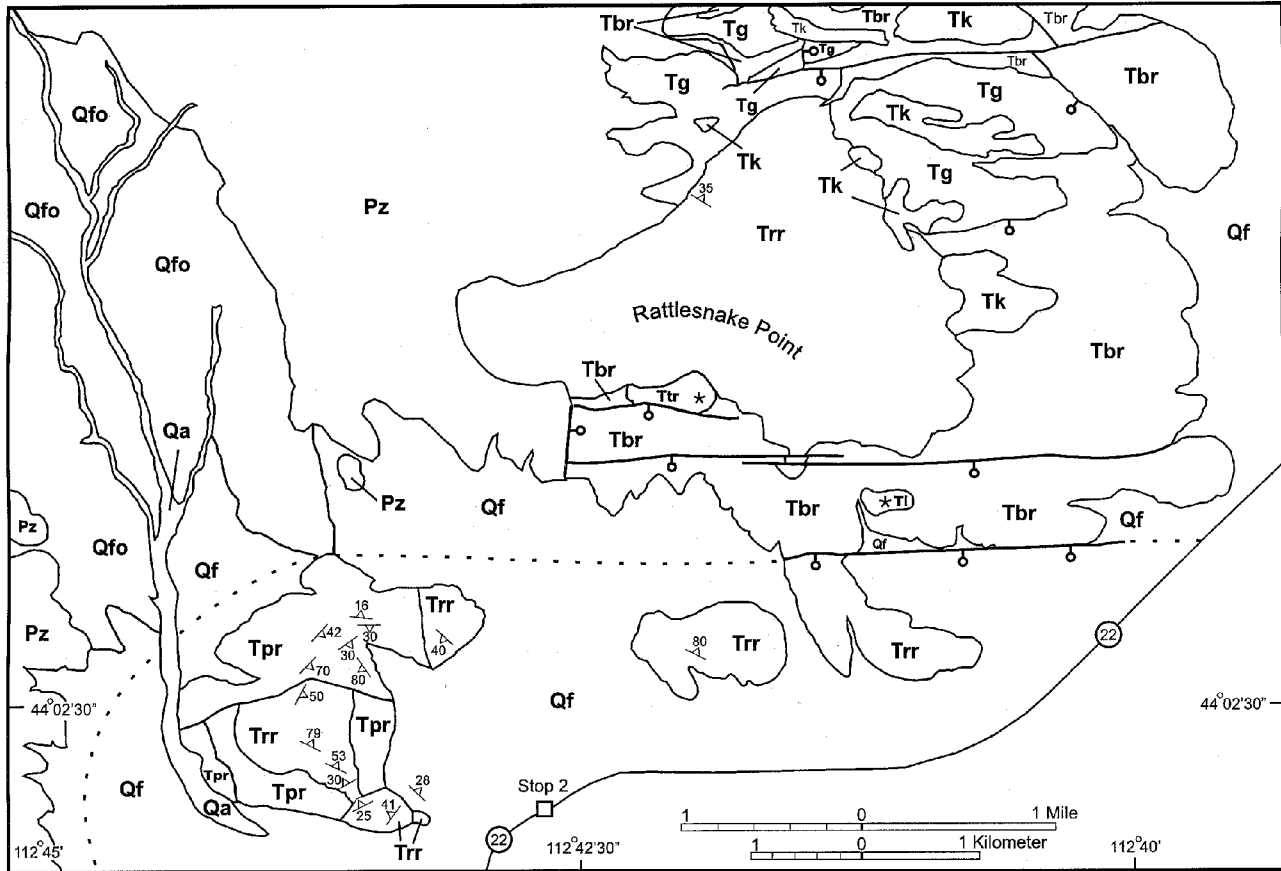 Tbr
Tg
Tk
Tbr
Tk
Tbr
Tg
Tbr
Tbr
Tg
Tg
Tg
Qfo
Tk
Tk
Tk
Tg
35
Pz
Qfo
Trr
Qf
Qfo
Tk
Rattlesnake Point
Tbr
Tbr
Ttr *
Qa
Tbr
Pz
Qf
Tbr
* Tl
Tbr
Qf
Pz
Qfo
Qf
Qf
16
Trr
42
30
40
30
80
Trr
Trr
22
Pz
Tpr
70
80
50
Qf
44°02'30"
44°02'30"
Trr
Tpr
79
53
30
28
Stop 2
Qf
Tpr
Tpr
25
41
Qa
Trr
22
1 0 1 Mile
1 0 1 Kilometer
112°45'
112°42'30"
112°40'